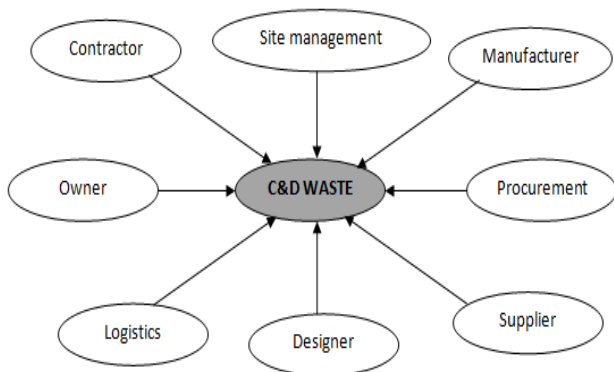 Site management
Contractor
Manufacturer
Owner
C&D WASTE
Procurement
Logistics
Designer
Supplier